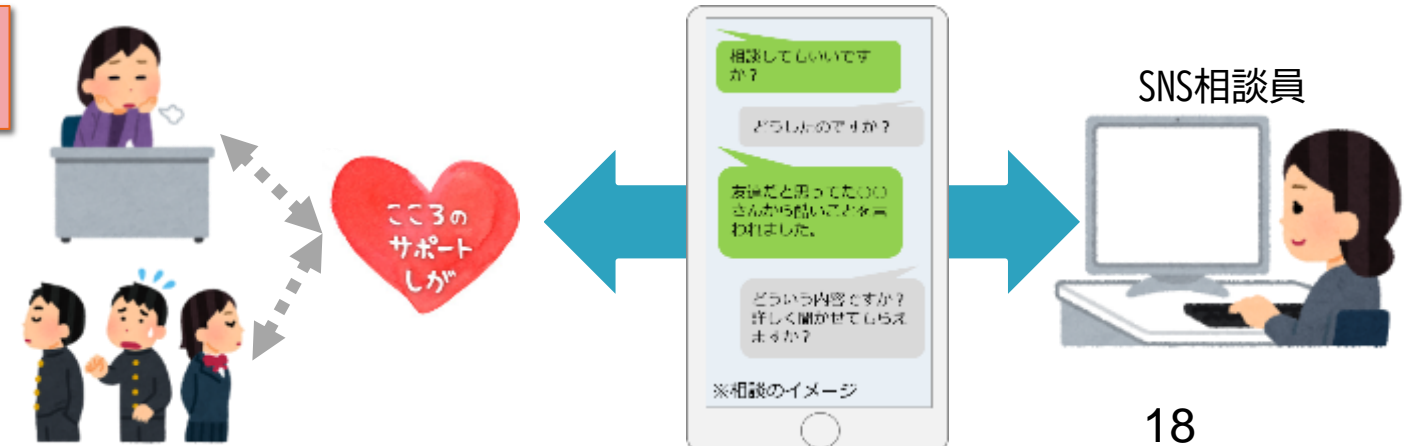 相談してもいいです
か？
どうしたのですか？
友達だと思ってた〇〇
さんから酷いことを言
われました。
どういう内容ですか？
詳しく聞かせてもらえ
ますか？
※相談のイメージ
こころの
サポート
しが
SNS相談員
18